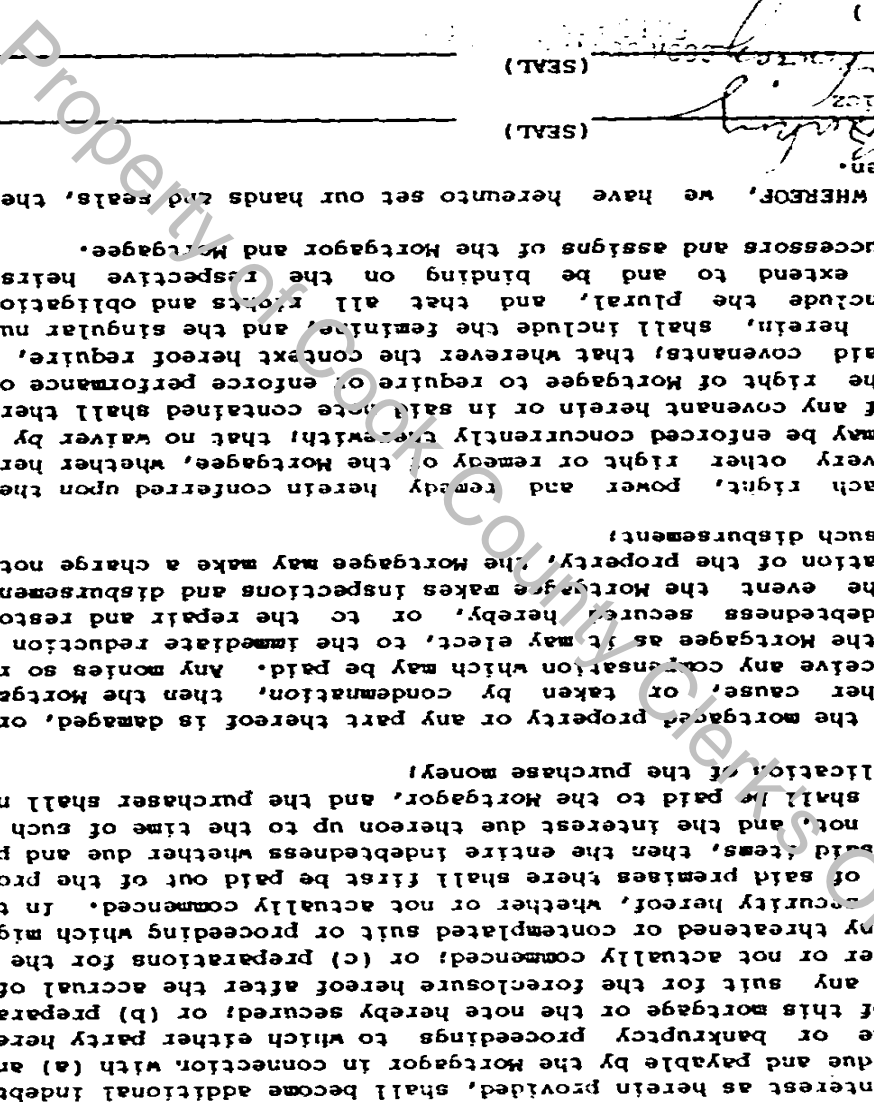 nterest as herein provided, shall become additional indebt
due and payable by the Mortgagor in connection with (a) an
e or bankruptcy proceedings to which either party here
f this mortgage or the note hereby secured; or (b) prepara
any suit for the foreclosure hereof after the accrual of
er or not actually commenced; or (c) preparations for the
ny threatened or contemplated suit or proceeding which mig
security hereof, whether or not actually commenced. In t
of said premises there shall first be paid out of the pro
said items, then the entire indebtedness whether due and p
not, and the interest due thereon up to the time of such
shall be paid to the Mortgagor, and the purchaser shall n
lication of the purchase money;
the mortgaged property or any part thereof is damaged, or
her cause, or taken by condemnation, then the Mortga
ceive any compensation which may be paid. Any monies so r
the Mortgagee as it may elect, to the immediate reduction
debtedness secured hereby, or to the repair and resto
he event the Mortgagee makes inspections and disbursemen
ation of the property, the Mortgagee may make a charge not
such disbursement;
ach right, power and remedy herein conferred upon the
very other right or remedy of the Mortgagee, whether her
may be enforced concurrently therewith; that no waiver by
f any covenant herein or in said note contained shall ther
he right of Mortgagee to require or enforce performance o
aid covenants; that wherever the context hereof require,
herein, shall include the feminine, and the singular nu
nclude the plural, and that all rights and obligatio
extend to and be binding on the respective heirs
uccessors and assigns of the Mortgagor and Mortgagee.
WHEREOF, we have hereunto set our hands and seals, the
en.
(SEAL)
icz
(SEAL)
)
Property of Cook County Clerk's Of